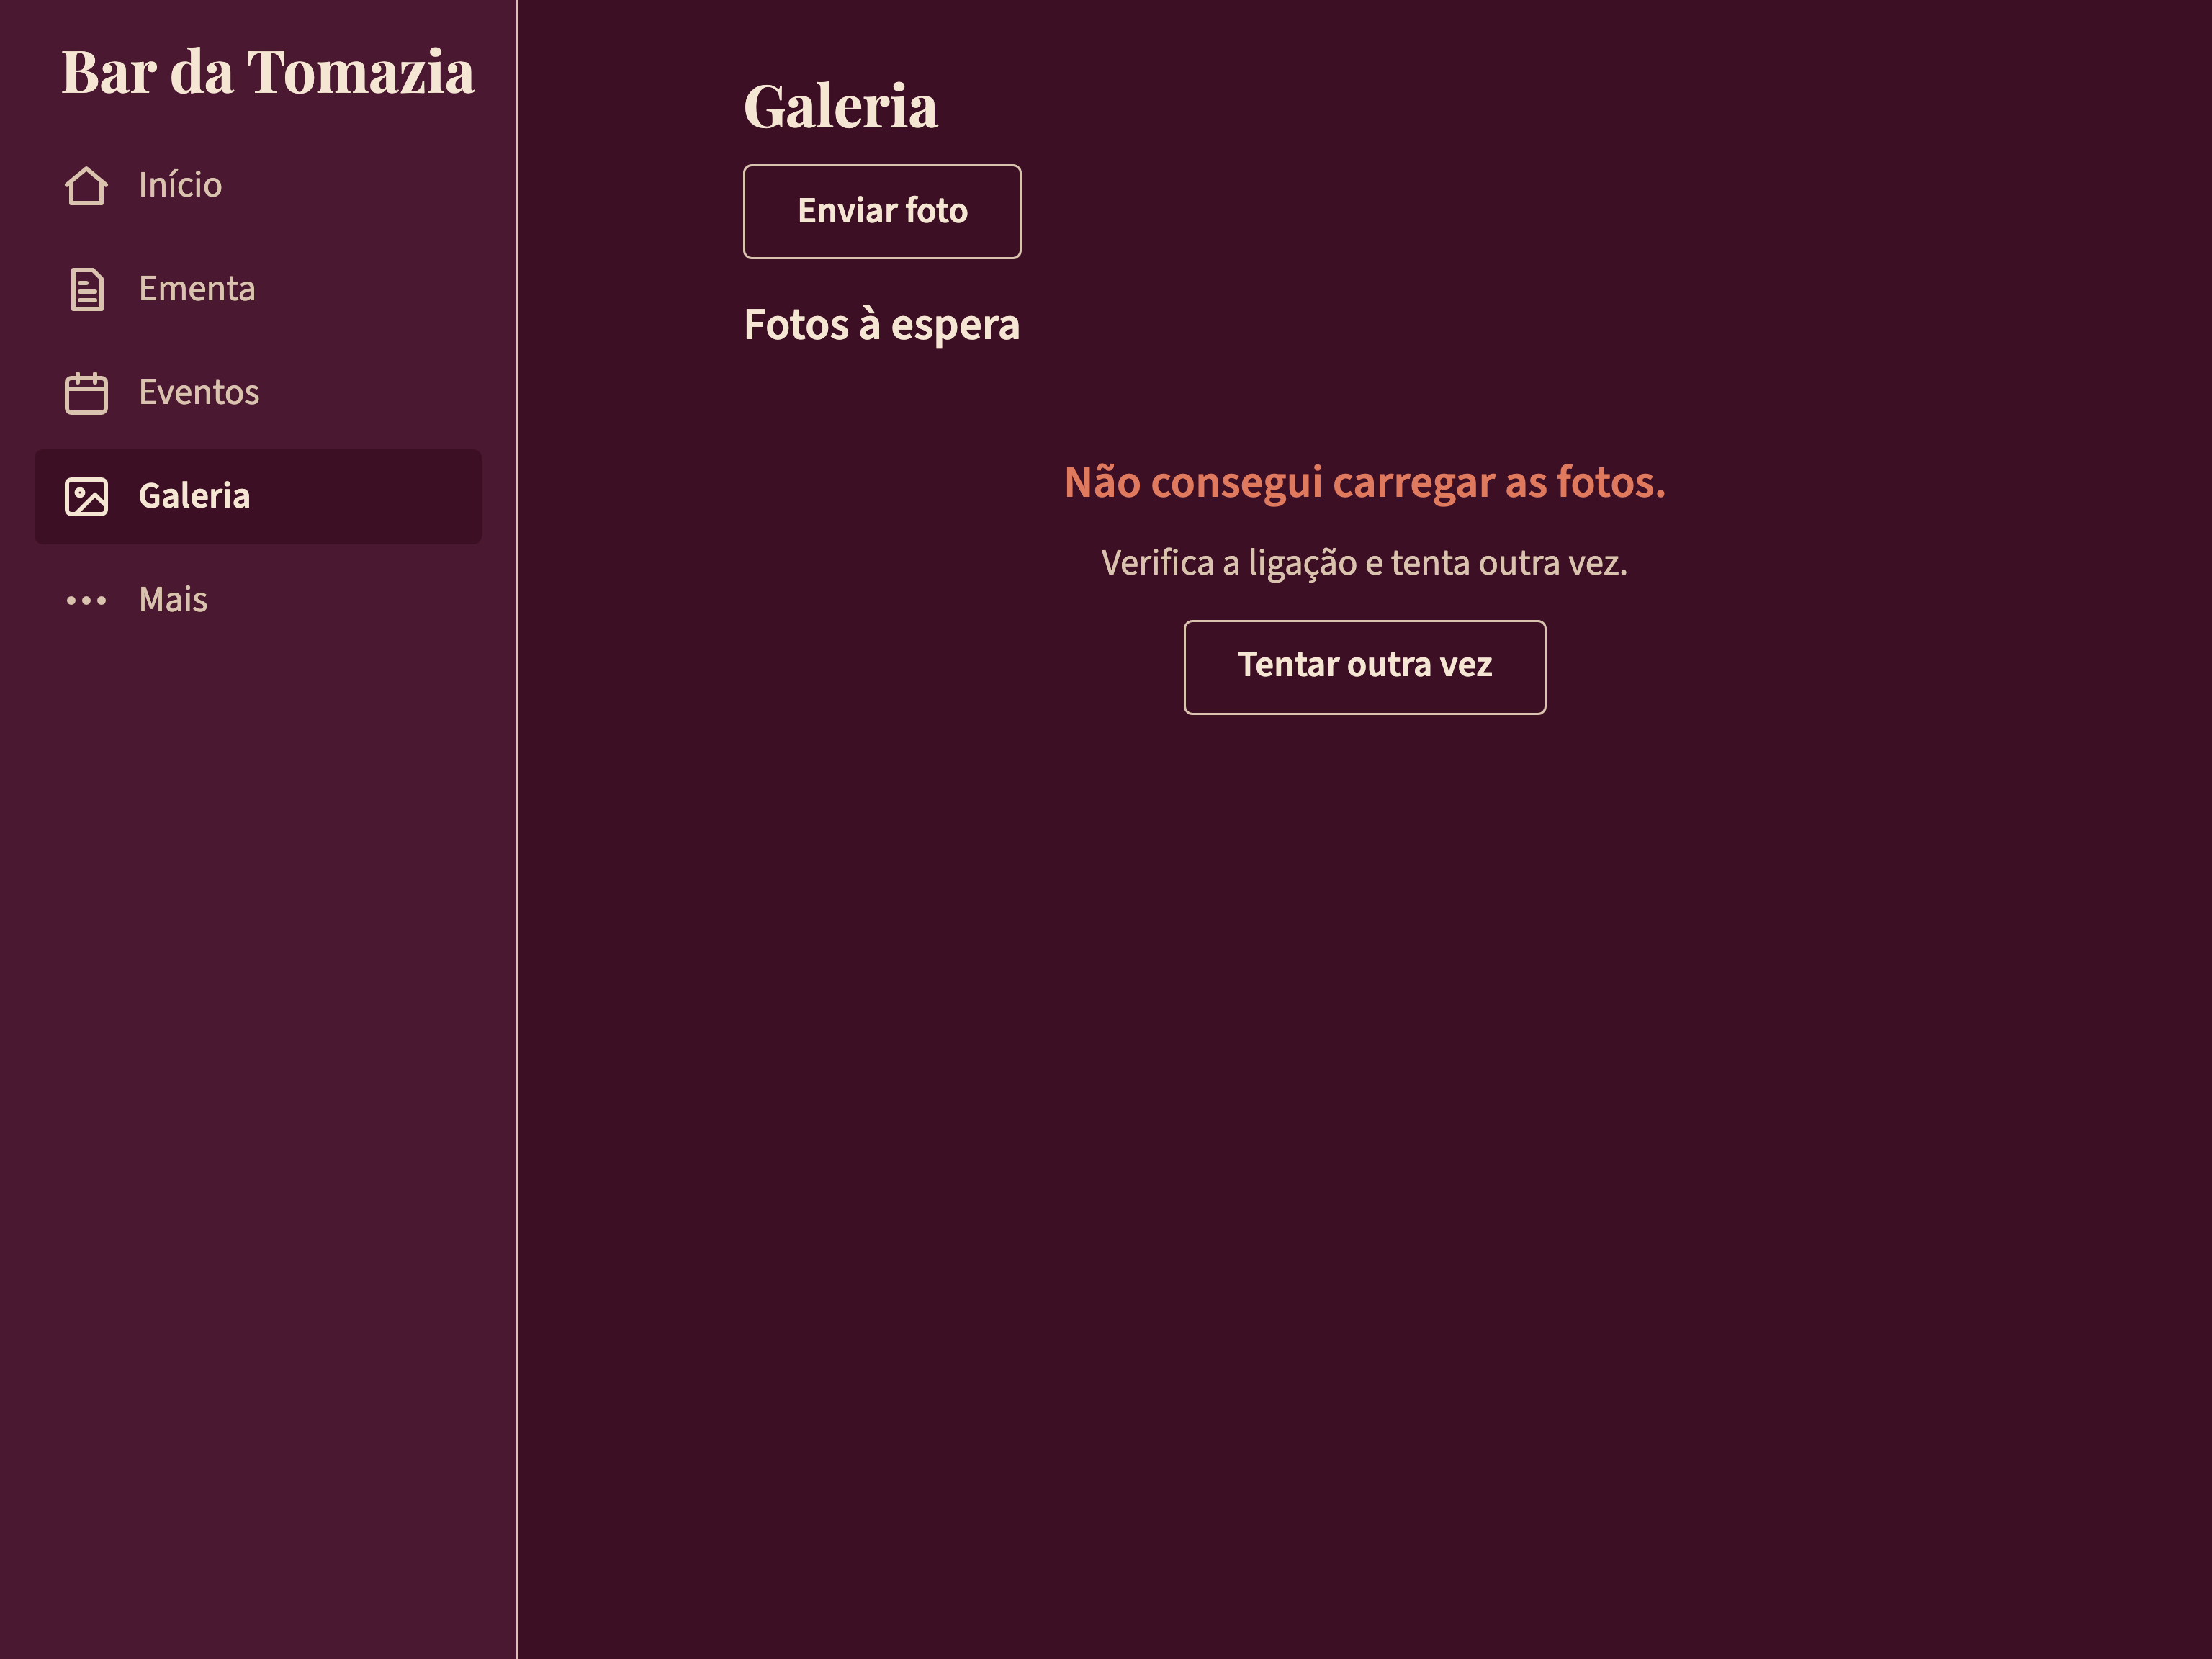 Bar da Tomazia
Início
Ementa
Eventos
Galeria
Mais
Galeria
Enviar foto
Fotos à espera
Não consegui carregar as fotos.
Verifica a ligação e tenta outra vez.
Tentar outra vez